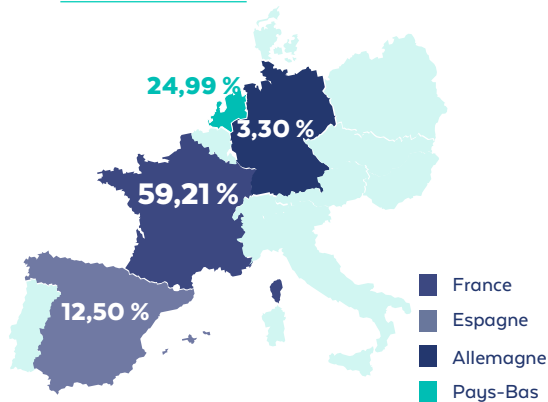 24,99 %
3,30 %
59,21 %
12,50 %
France
Espagne
Allemagne
Pays-Bas